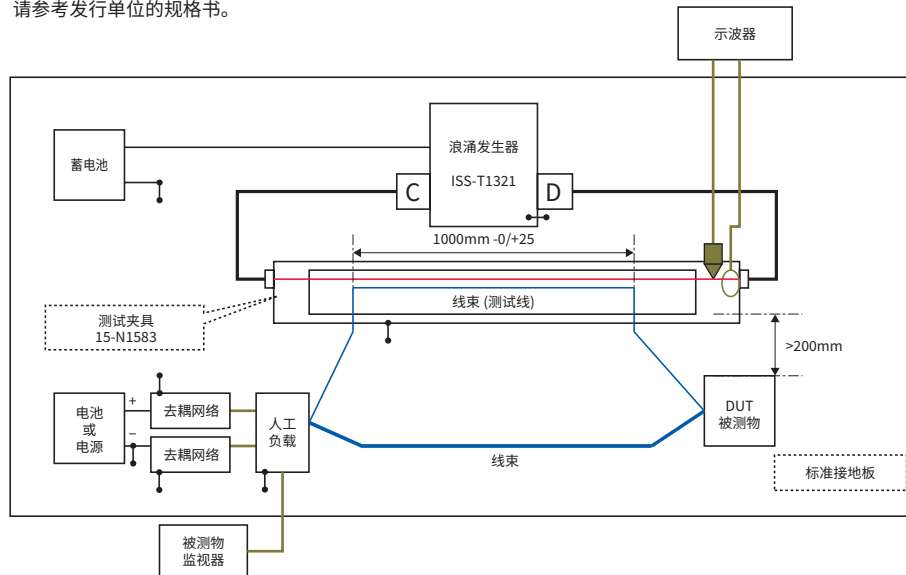 请参考发行单位的规格书。
示波器
蓄电池
浪涌发生器
ISS-T1321
C
D
1000mm -0/+25
线束 (测试线)
测试夹具
15-N1583
>200mm
电池
或
电源
+
−
去耦网络
去耦网络
人工
负载
DUT
被测物
线束
标准接地板
被测物
监视器